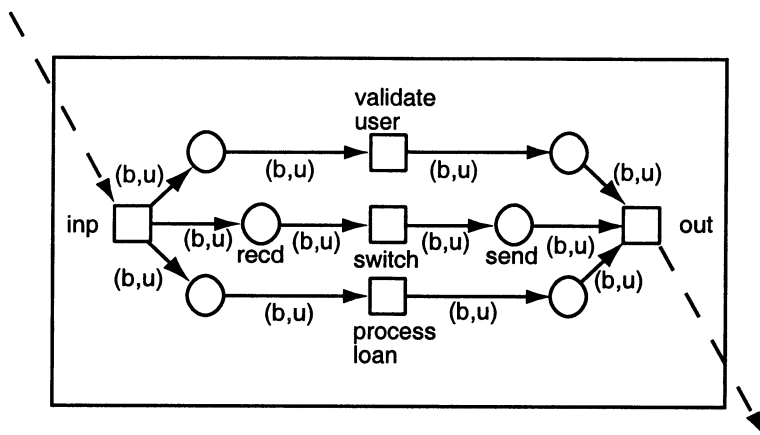 validate
user
(b,u)
(b,u)
(b,u)
(b,u)
inp
out
(b,u)
(b,u)
(b,u)
(b,u)
recd
switch
send
(b,u)
(b,u)
(b,u)
(b,u)
process
loan